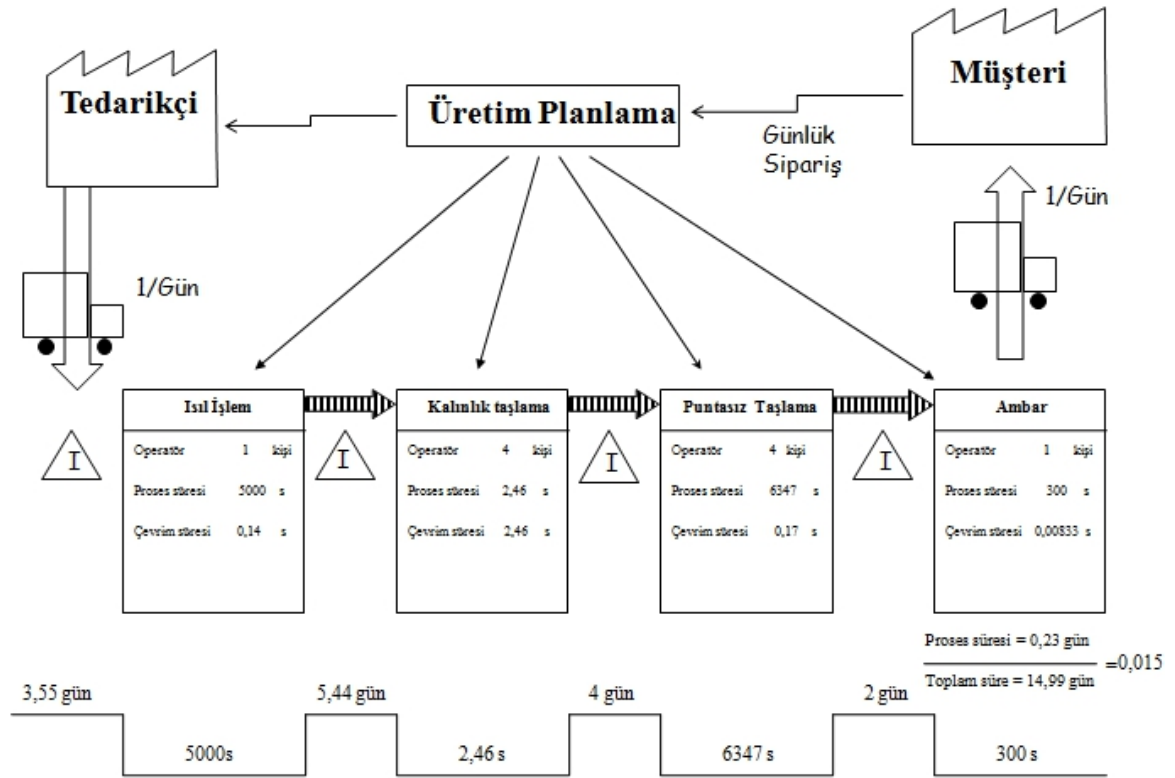 Tedarikçi
Üretim Planlama
Müşteri
Günlük
Sipariş
1/Gün
1/Gün
Isıl İşlem
Operatör 1 kişi
Proses süresi 5000 s
Çevrim süresi 0,14 s
Kalınlık taşlama
Operatör 4 kişi
Proses süresi 2,46 s
Çevrim süresi 2,46 s
Puntasız Taşlama
Operatör 4 kişi
Proses süresi 6347 s
Çevrim süresi 0,17 s
Ambar
Operatör 1 kişi
Proses süresi 300 s
Çevrim süresi 0,00833 s
I
I
I
I
Proses süresi = 0,23 gün
Toplam süre = 14,99 gün
=0,015
3,55 gün
5,44 gün
4 gün
2 gün
5000s
2,46 s
6347 s
300 s